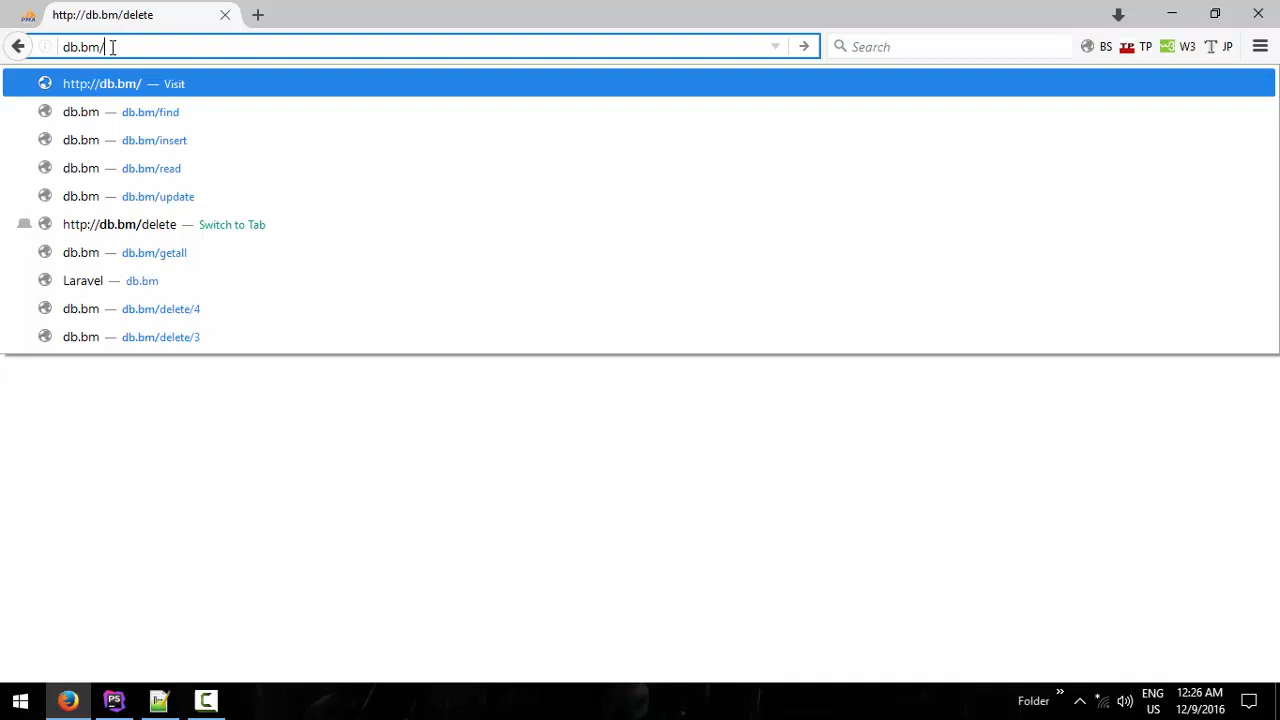 http://db.bm/delete
db.bm/
Search
BS
TP
W3
JP
http://db.bm/ — Visit
db.bm — db.bm/find
db.bm — db.bm/insert
db.bm — db.bm/read
db.bm — db.bm/update
http://db.bm/delete — Switch to Tab
db.bm — db.bm/getall
Laravel — db.bm
db.bm — db.bm/delete/4
db.bm — db.bm/delete/3
Folder
ENG
US
12:26 AM
12/9/2016